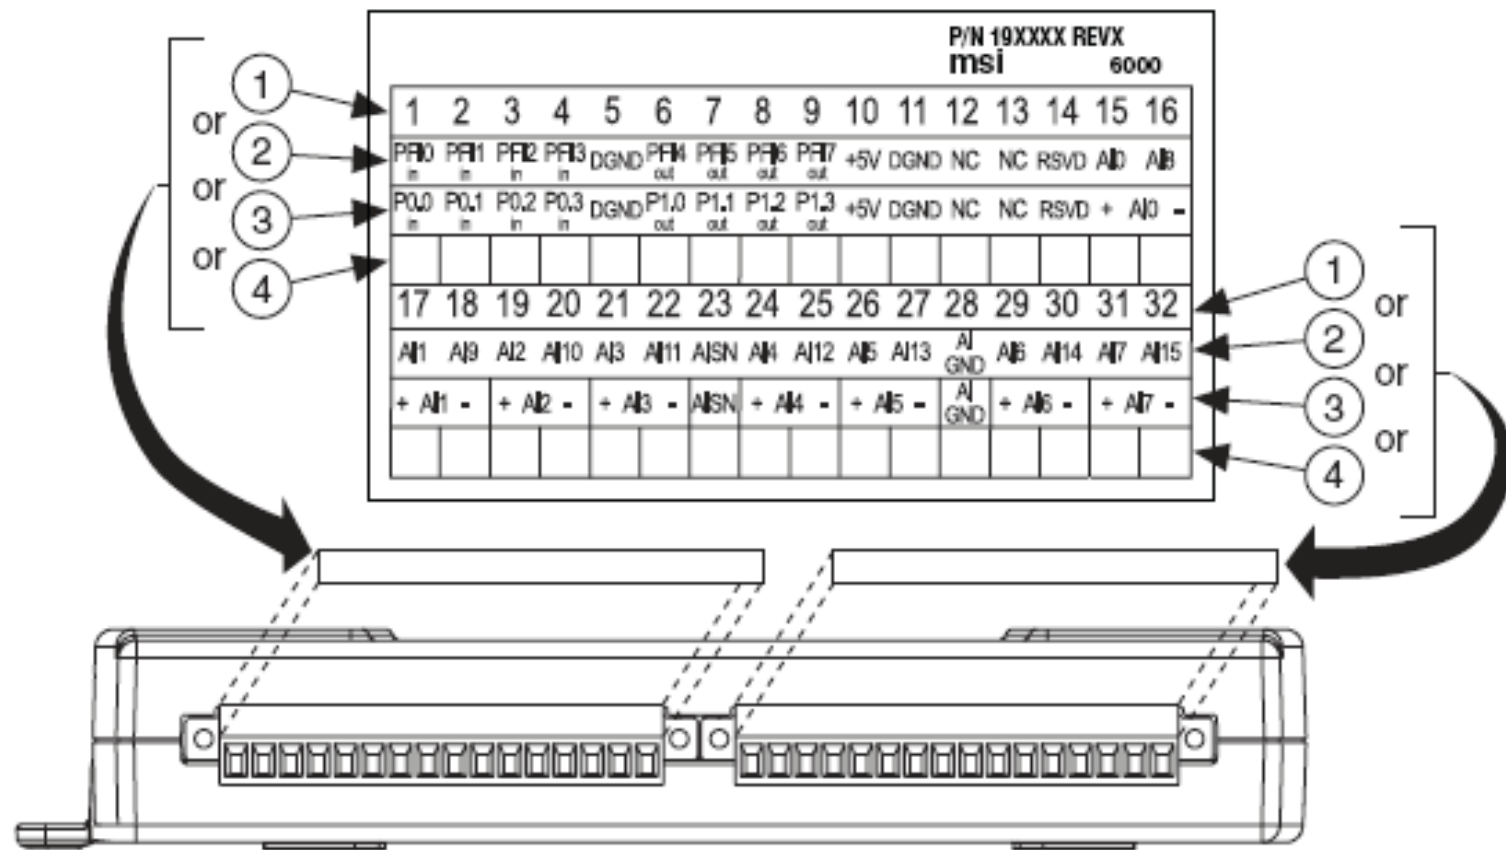 P/N 19XXXX REVX
msi 6000
1 or 2 or 3 or 4
1 2 3 4 5 6 7 8 9 10 11 12 13 14 15 16
PFI0 in PFI1 in PFI2 in PFI3 in DGND PFI4 out PFI5 out PFI6 out PFI7 out +5V DGND NC NC RSVD AI0 AI8
P0.0 in P0.1 in P0.2 in P0.3 in DGND P1.0 out P1.1 out P1.2 out P1.3 out +5V DGND NC NC RSVD + AI0 -
17 18 19 20 21 22 23 24 25 26 27 28 29 30 31 32
AI1 AI9 AI2 AI10 AI3 AI11 AISN AI4 AI12 AI5 AI13 AI GND AI6 AI14 AI7 AI15
+ AI1 - + AI2 - + AI3 - AISN + AI4 - + AI5 - AI GND + AI6 - + AI7 -
1 or 2 or 3 or 4